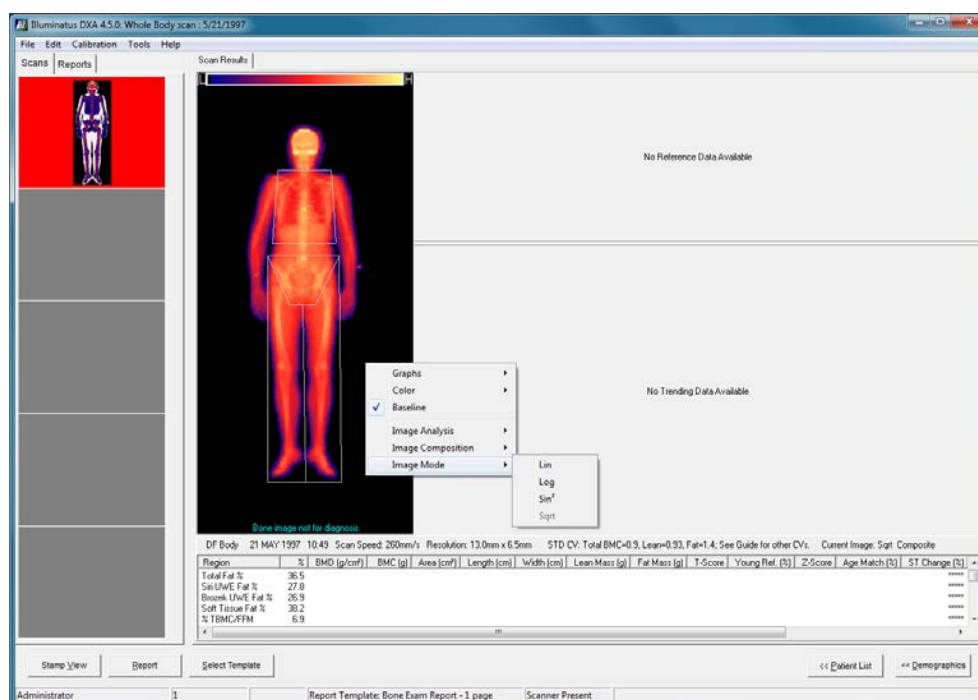 Illuminatus DXA 4.5.0: Whole Body scan : 5/21/1997
File Edit Calibration Tools Help
Scans Reports
Scan Results
L H
No Reference Data Available
Graphs
Color
Baseline
Image Analysis
Image Composition
Image Mode
Lin
Log
Sin²
Sqrt
No Trending Data Available
Bone image not for diagnosis
DF Body 21 MAY 1997 10:49 Scan Speed: 260mm/s Resolution: 13.0mm x 6.5mm STD CV: Total BMC=0.9, Lean=0.93, Fat=1.4; See Guide for other CVs. Current Image: Sqrt Composite
Region % BMD (g/cm²) BMC (g) Area (cm²) Length (cm) Width (cm) Lean Mass (g) Fat Mass (g) T-Score Young Rel. (%) Z-Score Age Match (%) ST Change (%)
Total Fat % 36.5 *****
Siri UWE Fat % 27.8 *****
Brozek UWE Fat % 26.9 *****
Soft Tissue Fat % 38.2 *****
% TBMC/FFM 6.9 *****
Stamp View Report Select Template << Patient List << Demographics
Administrator 1 Report Template: Bone Exam Report - 1 page Scanner Present